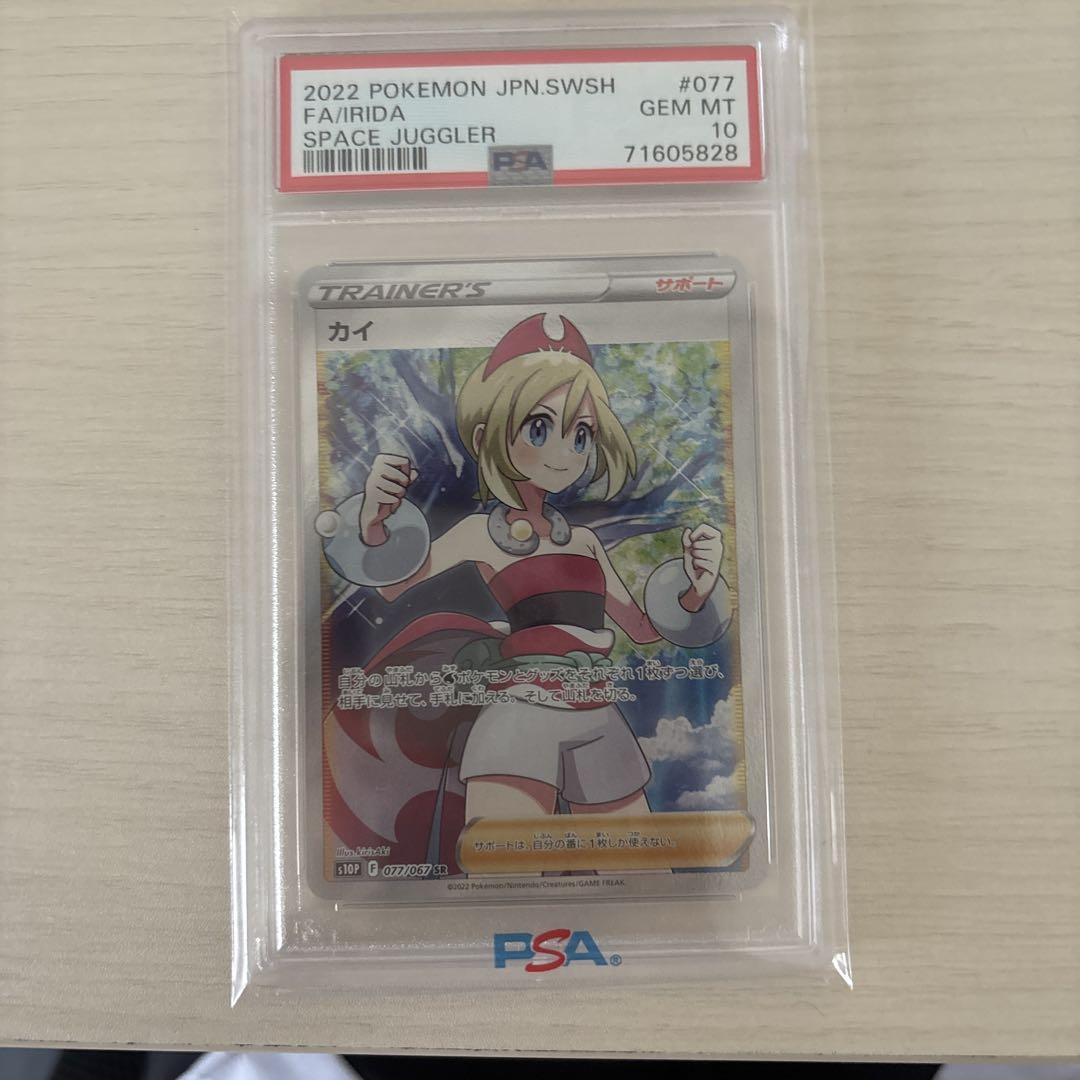 2022 POKEMON JPN.SWSH #077
FA/IRIDA GEM MT
SPACE JUGGLER 10
PSA 71605828
TRAINER'S サポート
カイ
自分の山札からポケモンとグッズをそれぞれ1枚ずつ選び、
相手に見せて、手札に加える。そして山札を切る。
サポートは、自分の番に1枚しか使えない。
Illus. kirisAki
s10P F 077/067 SR
©2022 Pokémon/Nintendo/Creatures/GAME FREAK.
PSA®